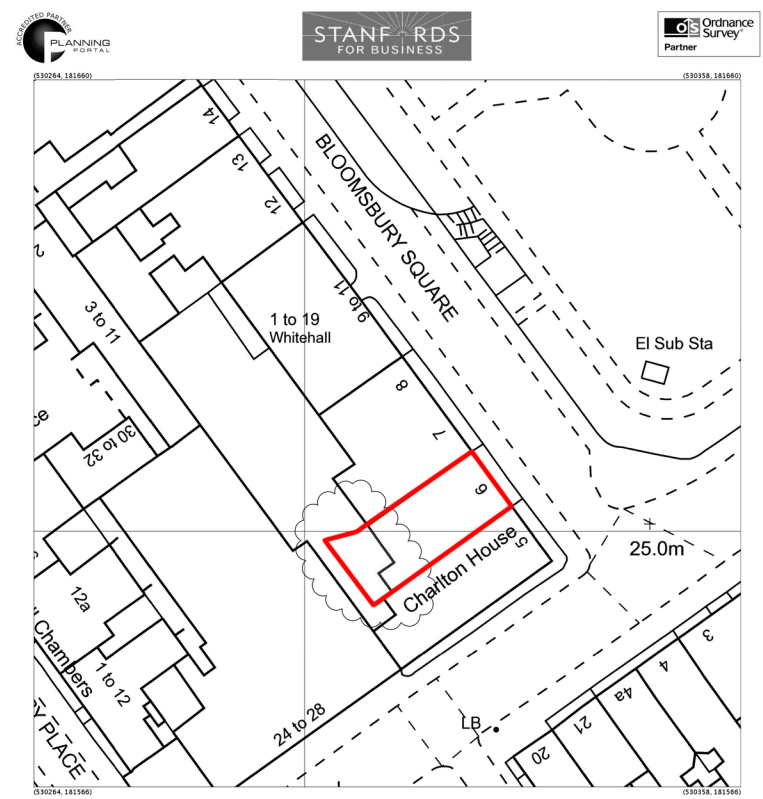 ACCREDITED PARTNER
PLANNING
PORTAL
STANFORDS
FOR BUSINESS
OS Ordnance
Survey®
Partner
(530264, 181660)
(530358, 181660)
14
13
12
BLOOMSBURY SQUARE
2
3 to 11
9 to 11
1 to 19
Whitehall
El Sub Sta
8
7
30 to 32
6
5
Charlton House
25.0m
12a
Chambers
1 to 12
PLACE
24 to 28
LB
3
4
4a
21
20
(530264, 181566)
(530358, 181566)